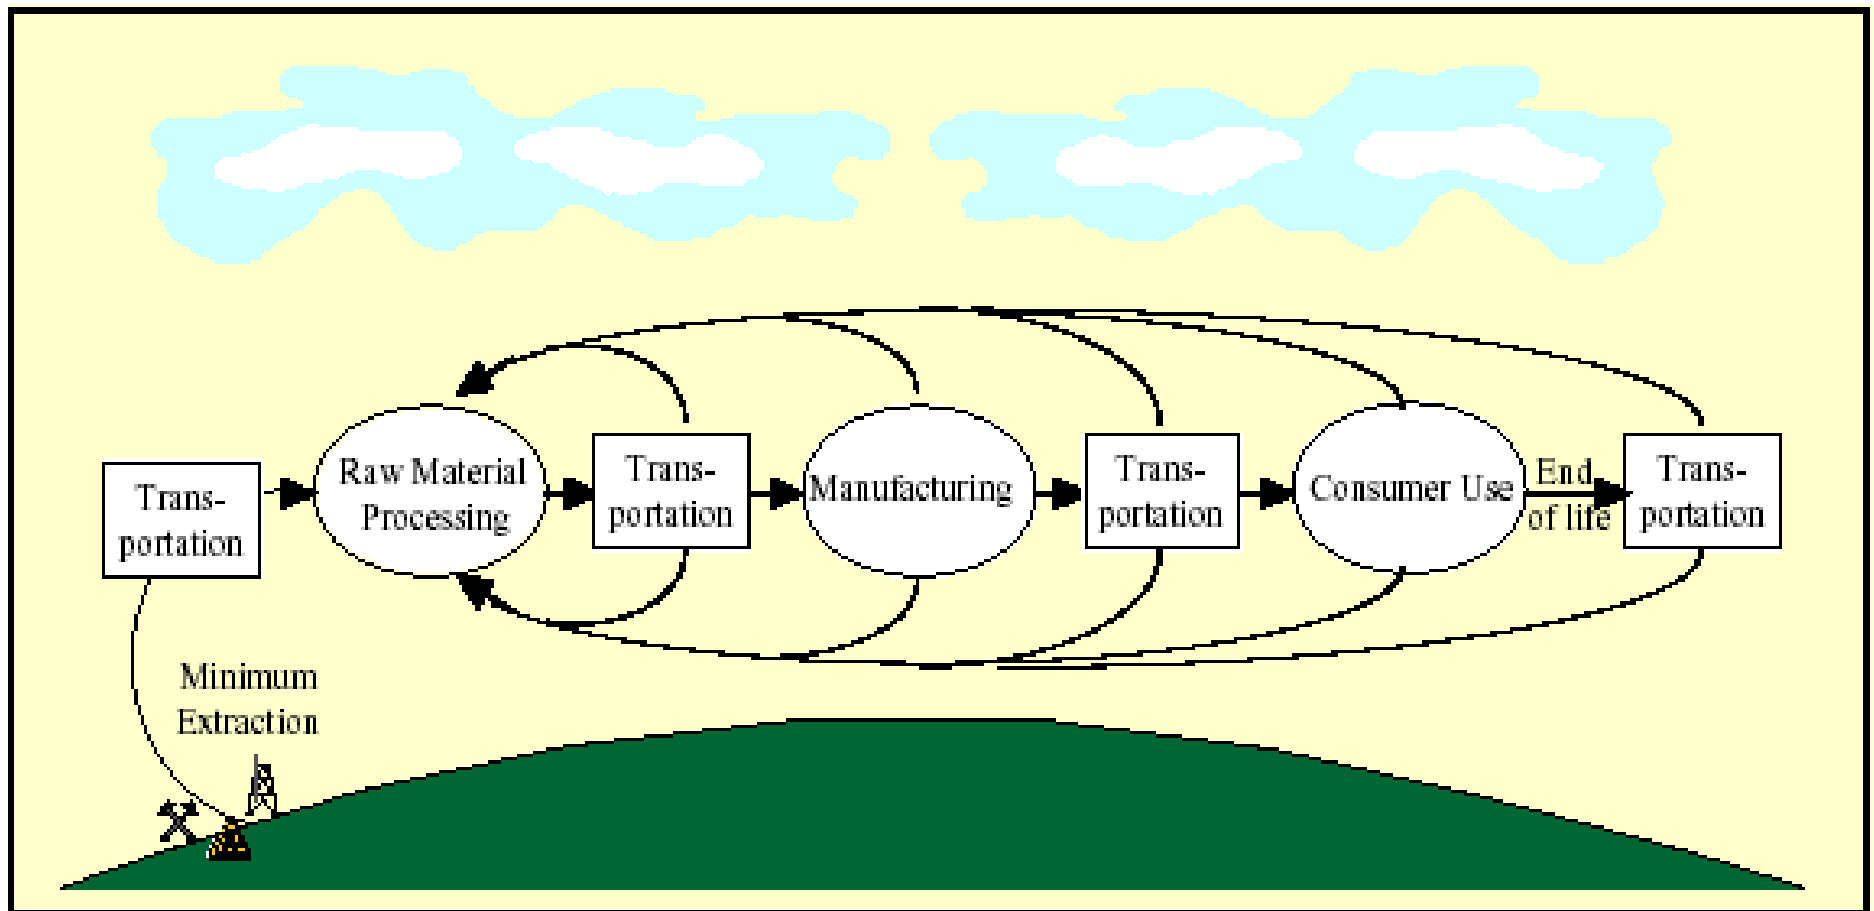 Trans-
portation
Raw Material
Processing
Trans-
portation
Manufacturing
Trans-
portation
Consumer Use
End
of life
Trans-
portation
Minimum
Extraction